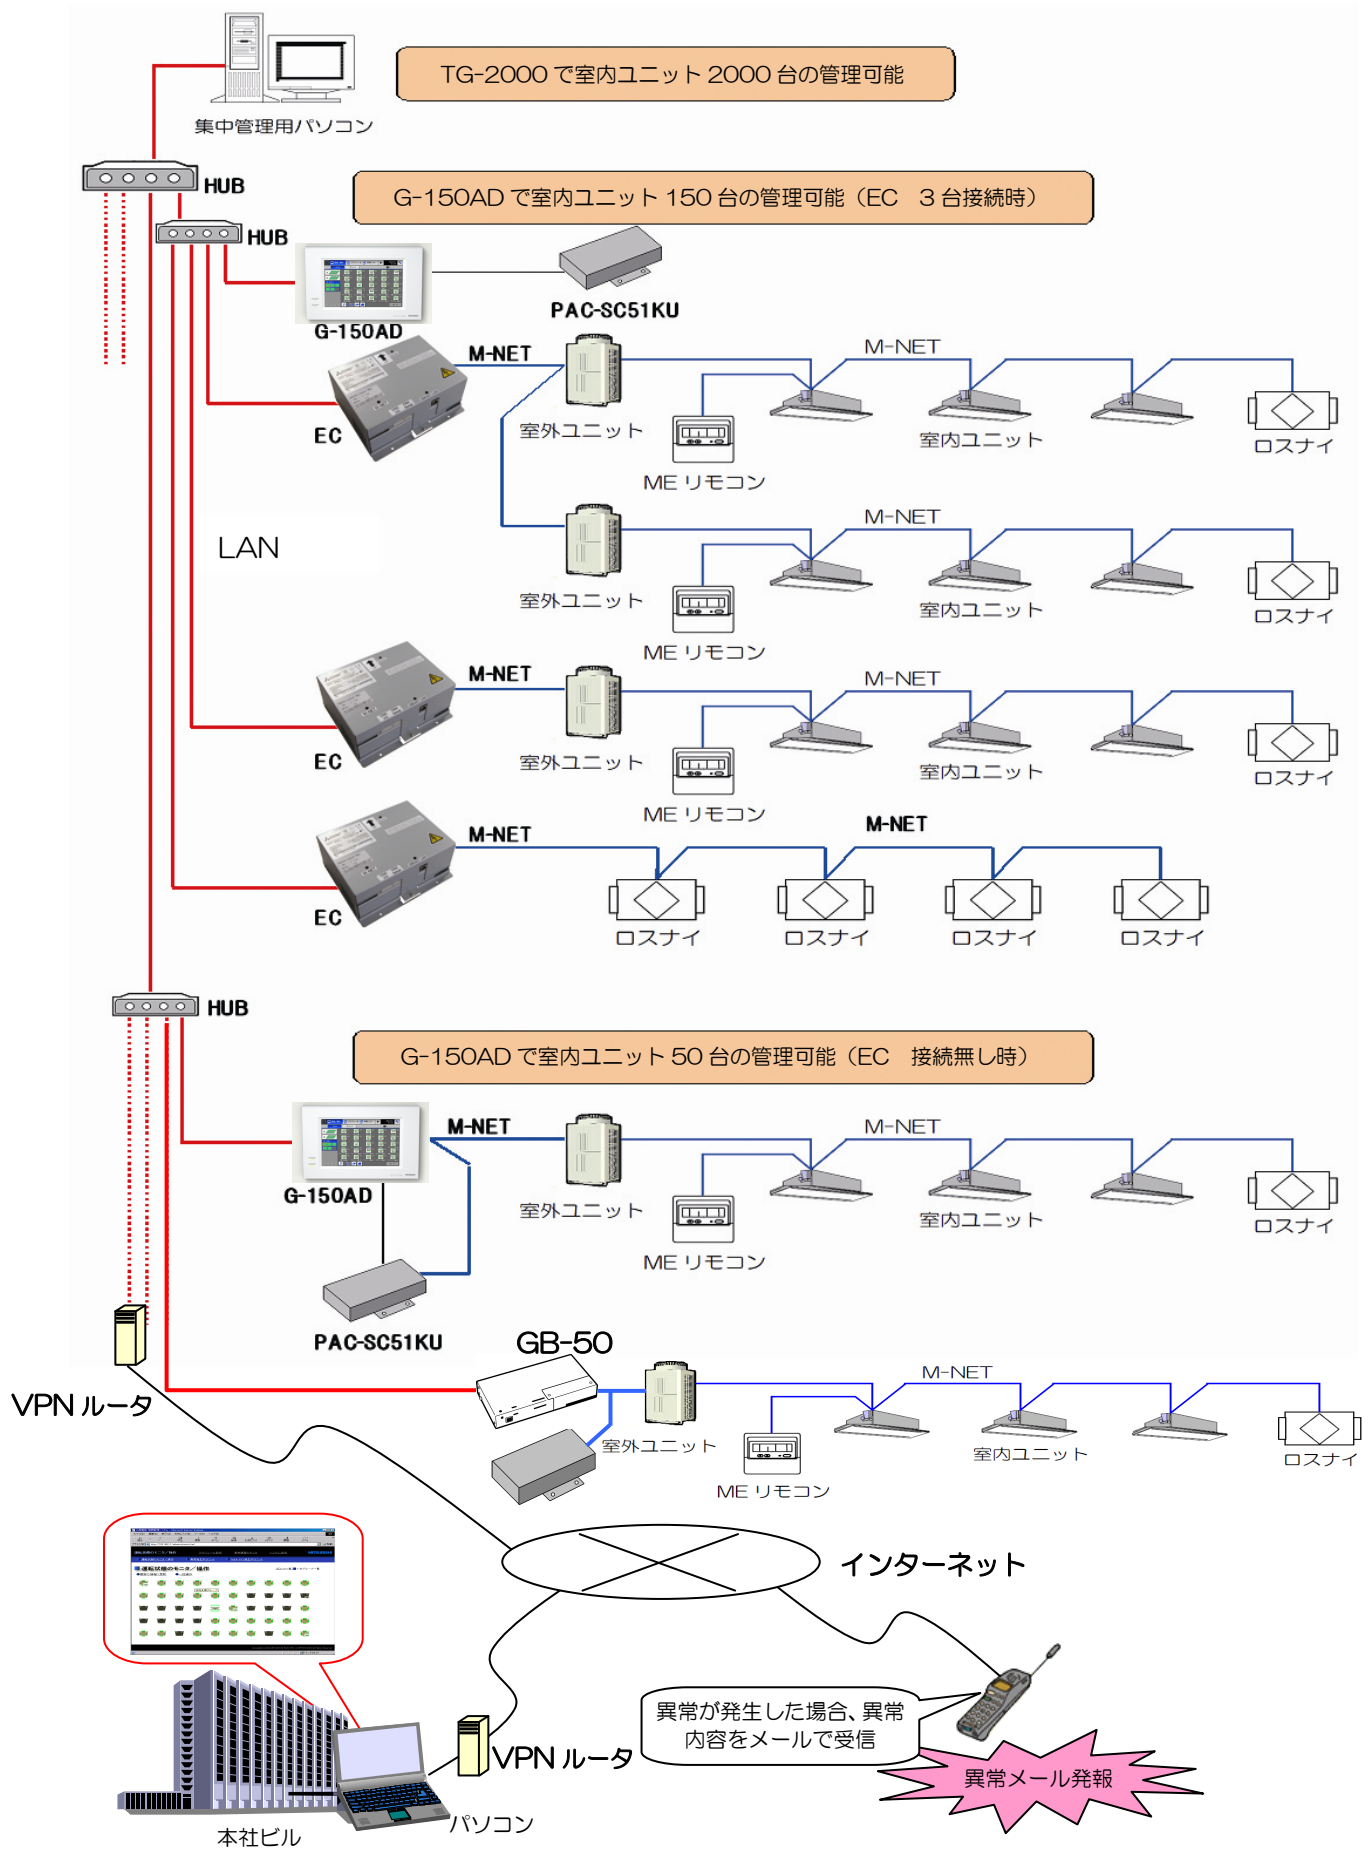 TG-2000 で室内ユニット 2000 台の管理可能
集中管理用パソコン
HUB
G-150AD で室内ユニット 150 台の管理可能（EC　3 台接続時）
HUB
G-150AD
PAC-SC51KU
M-NET
M-NET
EC
室外ユニット
室内ユニット
ロスナイ
ME リモコン
M-NET
LAN
室外ユニット
室内ユニット
ロスナイ
ME リモコン
M-NET
M-NET
EC
室外ユニット
室内ユニット
ロスナイ
ME リモコン
M-NET
M-NET
EC
ロスナイ
ロスナイ
ロスナイ
ロスナイ
HUB
G-150AD で室内ユニット 50 台の管理可能（EC　接続無し時）
M-NET
M-NET
G-150AD
室外ユニット
室内ユニット
ロスナイ
ME リモコン
PAC-SC51KU
GB-50
M-NET
VPN ルータ
室外ユニット
室内ユニット
ロスナイ
ME リモコン
運転状態のモニタ／操作
インターネット
異常が発生した場合、異常
内容をメールで受信
VPN ルータ
異常メール発報
パソコン
本社ビル